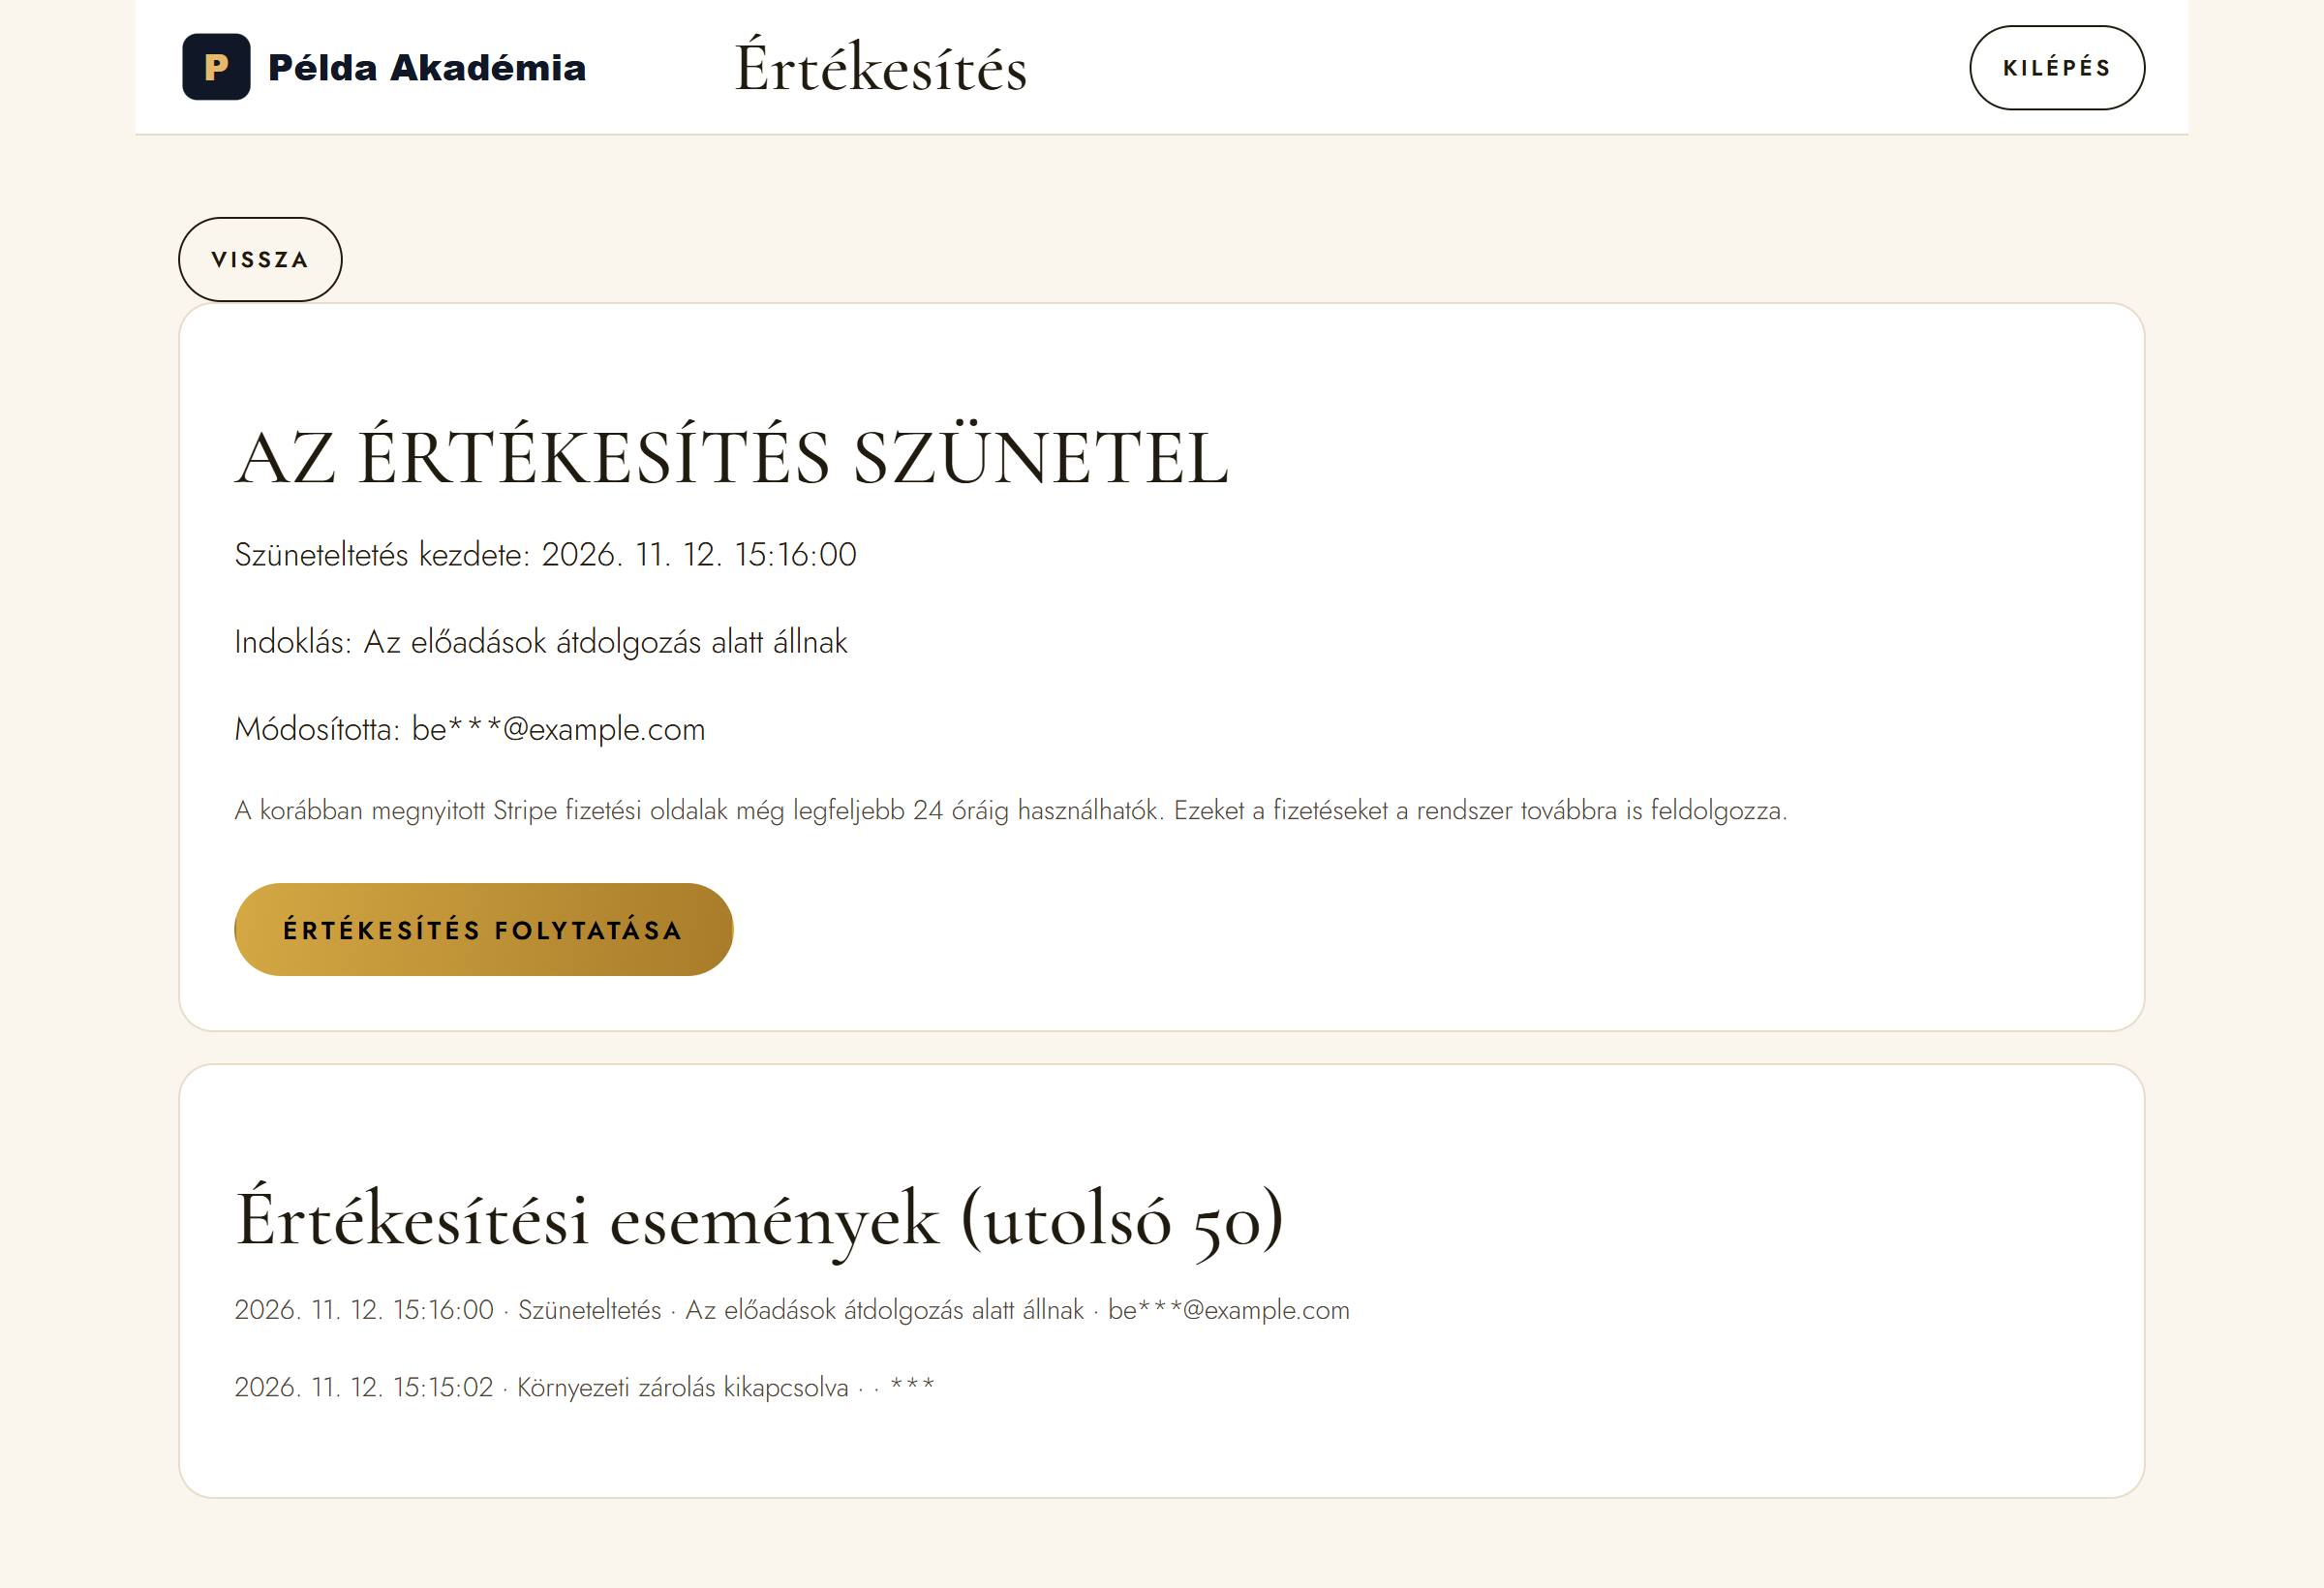 P
Példa Akadémia
Értékesítés
KILÉPÉS
VISSZA
AZ ÉRTÉKESÍTÉS SZÜNETEL
Szüneteltetés kezdete: 2026. 11. 12. 15:16:00
Indoklás: Az előadások átdolgozás alatt állnak
Módosította: be***@example.com
A korábban megnyitott Stripe fizetési oldalak még legfeljebb 24 óráig használhatók. Ezeket a fizetéseket a rendszer továbbra is feldolgozza.
ÉRTÉKESÍTÉS FOLYTATÁSA
Értékesítési események (utolsó 50)
2026. 11. 12. 15:16:00 · Szüneteltetés · Az előadások átdolgozás alatt állnak · be***@example.com
2026. 11. 12. 15:15:02 · Környezeti zárolás kikapcsolva · · ***